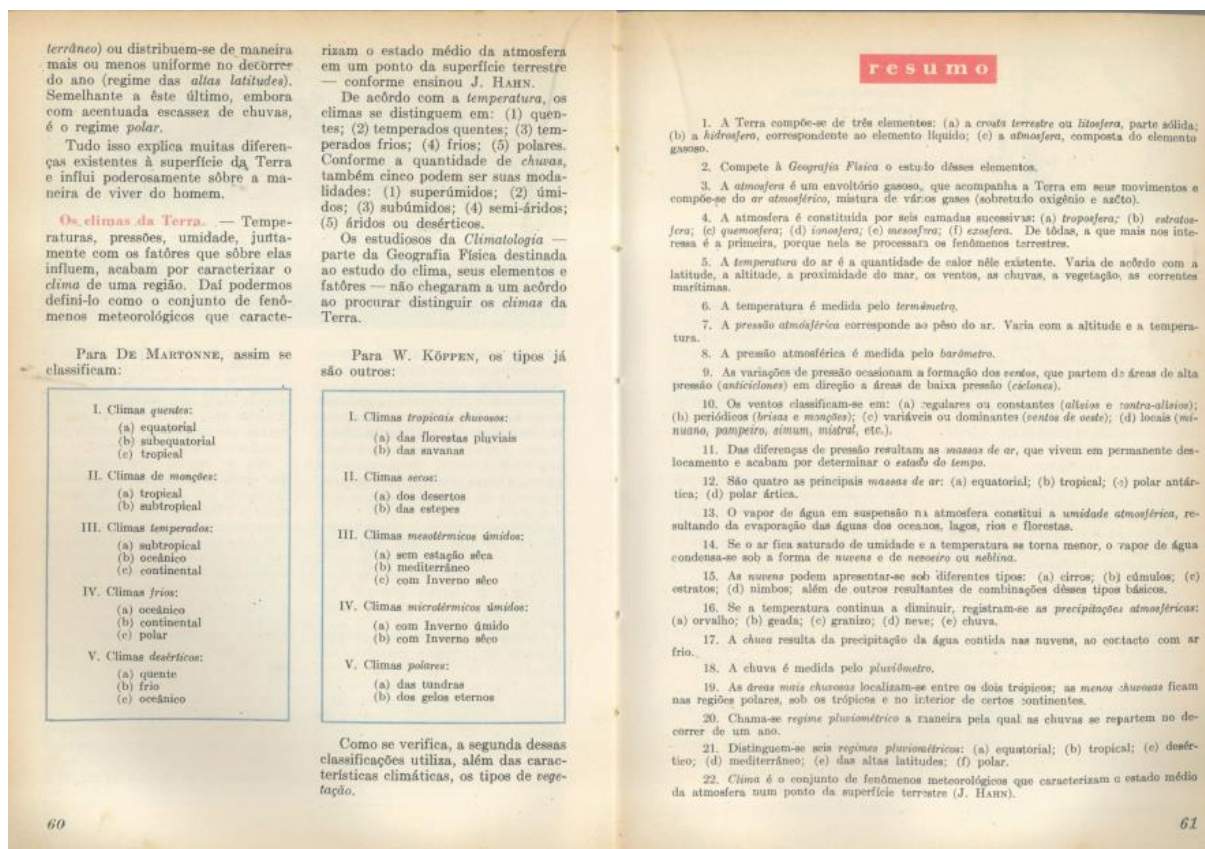 terrâneo) ou distribuem-se de maneira
mais ou menos uniforme no decorrer
do ano (regime das altas latitudes).
Semelhante a êste último, embora
com acentuada escassez de chuvas,
é o regime polar.
Tudo isso explica muitas diferen-
ças existentes à superfície da Terra
e influi poderosamente sôbre a ma-
neira de viver do homem.
Os climas da Terra. — Tempe-
raturas, pressões, umidade, junta-
mente com os fatôres que sôbre elas
influem, acabam por caracterizar o
clima de uma região. Daí podermos
defini-lo como o conjunto de fenô-
menos meteorológicos que caracte-
Para DE MARTONNE, assim se
classificam:
I. Climas quentes:
(a) equatorial
(b) subequatorial
(c) tropical
II. Climas de monções:
(a) tropical
(b) subtropical
III. Climas temperados:
(a) subtropical
(b) oceânico
(c) continental
IV. Climas frios:
(a) oceânico
(b) continental
(c) polar
V. Climas desérticos:
(a) quente
(b) frio
(c) oceânico
60
rizam o estado médio da atmosfera
em um ponto da superfície terrestre
— conforme ensinou J. HAHN.
De acôrdo com a temperatura, os
climas se distinguem em: (1) quen-
tes; (2) temperados quentes; (3) tem-
perados frios; (4) frios; (5) polares.
Conforme a quantidade de chuvas,
também cinco podem ser suas moda-
lidades: (1) superúmidos; (2) úmi-
dos; (3) subúmidos; (4) semi-áridos;
(5) áridos ou desérticos.
Os estudiosos da Climatologia —
parte da Geografia Física destinada
ao estudo do clima, seus elementos e
fatôres — não chegaram a um acôrdo
ao procurar distinguir os climas da
Terra.
Para W. KÖPPEN, os tipos já
são outros:
I. Climas tropicais chuvosos:
(a) das florestas pluviais
(b) das savanas
II. Climas secos:
(a) dos desertos
(b) das estepes
III. Climas mesotérmicos úmidos:
(a) sem estação sêca
(b) mediterrâneo
(c) com Inverno sêco
IV. Climas microtérmicos úmidos:
(a) com Inverno úmido
(b) com Inverno sêco
V. Climas polares:
(a) das tundras
(b) dos gelos eternos
Como se verifica, a segunda dessas
classificações utiliza, além das carac-
terísticas climáticas, os tipos de vege-
tação.
resumo
1. A Terra compõe-se de três elementos: (a) a crosta terrestre ou litosfera, parte sólida;
(b) a hidrosfera, correspondente ao elemento líquido; (c) a atmosfera, composta do elemento
gasoso.
2. Compete à Geografia Física o estudo dêsses elementos.
3. A atmosfera é um envoltório gasoso, que acompanha a Terra em seus movimentos e
compõe-se do ar atmosférico, mistura de vários gases (sobretudo oxigênio e azôto).
4. A atmosfera é constituída por seis camadas sucessivas: (a) troposfera; (b) estratos-
fera; (c) quemosfera; (d) ionosfera; (e) mesosfera; (f) exosfera. De tôdas, a que mais nos inte-
ressa é a primeira, porque nela se processam os fenômenos terrestres.
5. A temperatura do ar é a quantidade de calor nêle existente. Varia de acôrdo com a
latitude, a altitude, a proximidade do mar, os ventos, as chuvas, a vegetação, as correntes
marítimas.
6. A temperatura é medida pelo termômetro.
7. A pressão atmosférica corresponde ao pêso do ar. Varia com a altitude e a tempera-
tura.
8. A pressão atmosférica é medida pelo barômetro.
9. As variações de pressão ocasionam a formação dos ventos, que partem de áreas de alta
pressão (anticiclones) em direção a áreas de baixa pressão (ciclones).
10. Os ventos classificam-se em: (a) regulares ou constantes (alísios e contra-alísios);
(b) periódicos (brisas e monções); (c) variáveis ou dominantes (ventos de oeste); (d) locais (mi-
nuano, pampeiro, simum, mistral, etc.).
11. Das diferenças de pressão resultam as massas de ar, que vivem em permanente des-
locamento e acabam por determinar o estado do tempo.
12. São quatro as principais massas de ar: (a) equatorial; (b) tropical; (c) polar antár-
tica; (d) polar ártica.
13. O vapor de água em suspensão na atmosfera constitui a umidade atmosférica, re-
sultando da evaporação das águas dos oceanos, lagos, rios e florestas.
14. Se o ar fica saturado de umidade e a temperatura se torna menor, o vapor de água
condensa-se sob a forma de nuvens e de nevoeiro ou neblina.
15. As nuvens podem apresentar-se sob diferentes tipos: (a) cirros; (b) cúmulos; (c)
estratos; (d) nimbos; além de outros resultantes de combinações dêsses tipos básicos.
16. Se a temperatura continua a diminuir, registram-se as precipitações atmosféricas:
(a) orvalho; (b) geada; (c) granizo; (d) neve; (e) chuva.
17. A chuva resulta da precipitação da água contida nas nuvens, ao contacto com ar
frio.
18. A chuva é medida pelo pluviômetro.
19. As áreas mais chuvosas localizam-se entre os dois trópicos; as menos chuvosas ficam
nas regiões polares, sob os trópicos e no interior de certos continentes.
20. Chama-se regime pluviométrico a maneira pela qual as chuvas se repartem no de-
correr de um ano.
21. Distinguem-se seis regimes pluviométricos: (a) equatorial; (b) tropical; (c) desér-
tico; (d) mediterrâneo; (e) das altas latitudes; (f) polar.
22. Clima é o conjunto de fenômenos meteorológicos que caracterizam o estado médio
da atmosfera num ponto da superfície terrestre (J. HAHN).
61